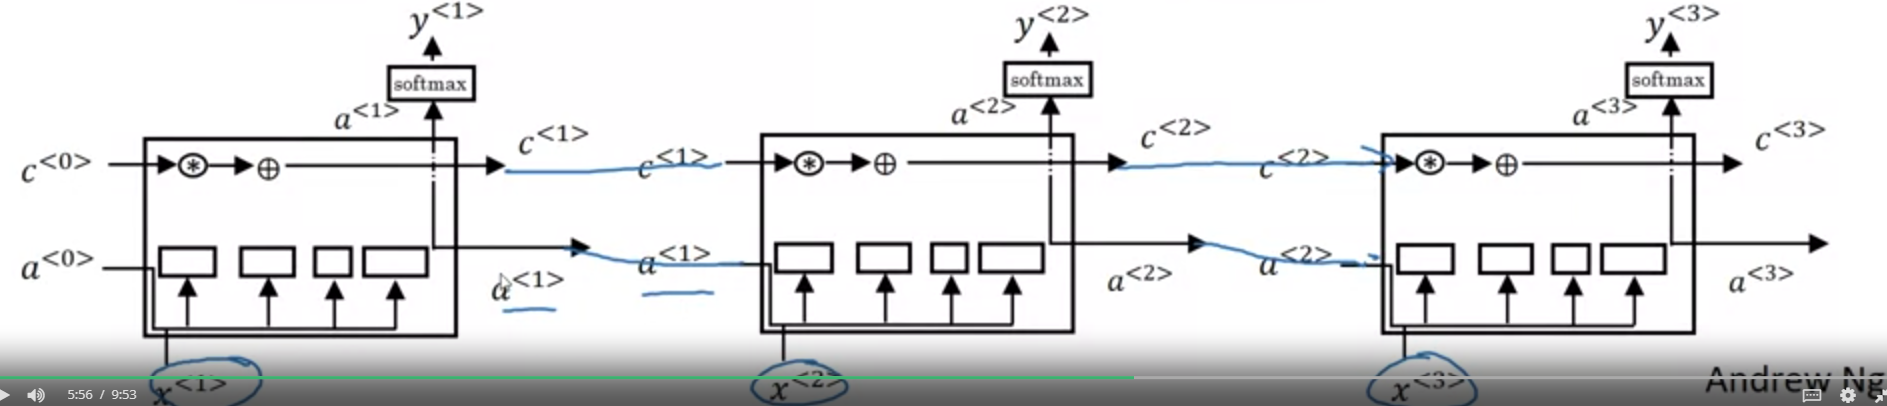 y<1> y<2> y<3>
softmax softmax softmax
a<1> a<2> a<3>
c<0> c<1> c<1> c<2> c<2> c<3>
a<0> a<1> a<1> a<2> a<2> a<3>
x<1> x<2> x<3>
Andrew Ng
5:56 / 9:53